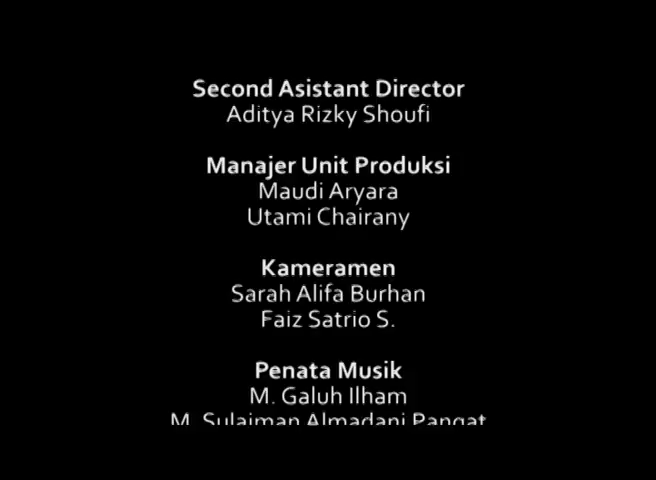 Second Asistant Director
Aditya Rizky Shoufi
Manajer Unit Produksi
Maudi Aryara
Utami Chairany
Kameramen
Sarah Alifa Burhan
Faiz Satrio S.
Penata Musik
M. Galuh Ilham
M. Sulaiman Almadani Pangat